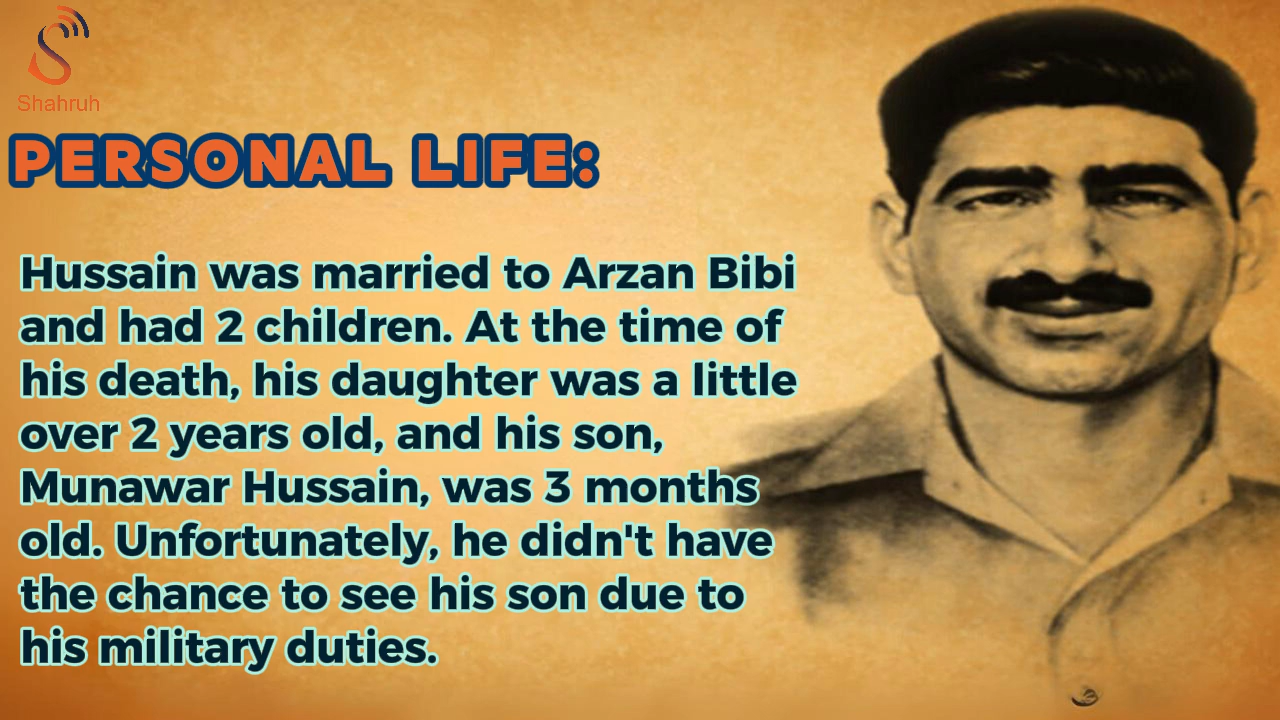 Shahruh
PERSONAL LIFE:
Hussain was married to Arzan Bibi
and had 2 children. At the time of
his death, his daughter was a little
over 2 years old, and his son,
Munawar Hussain, was 3 months
old. Unfortunately, he didn't have
the chance to see his son due to
his military duties.